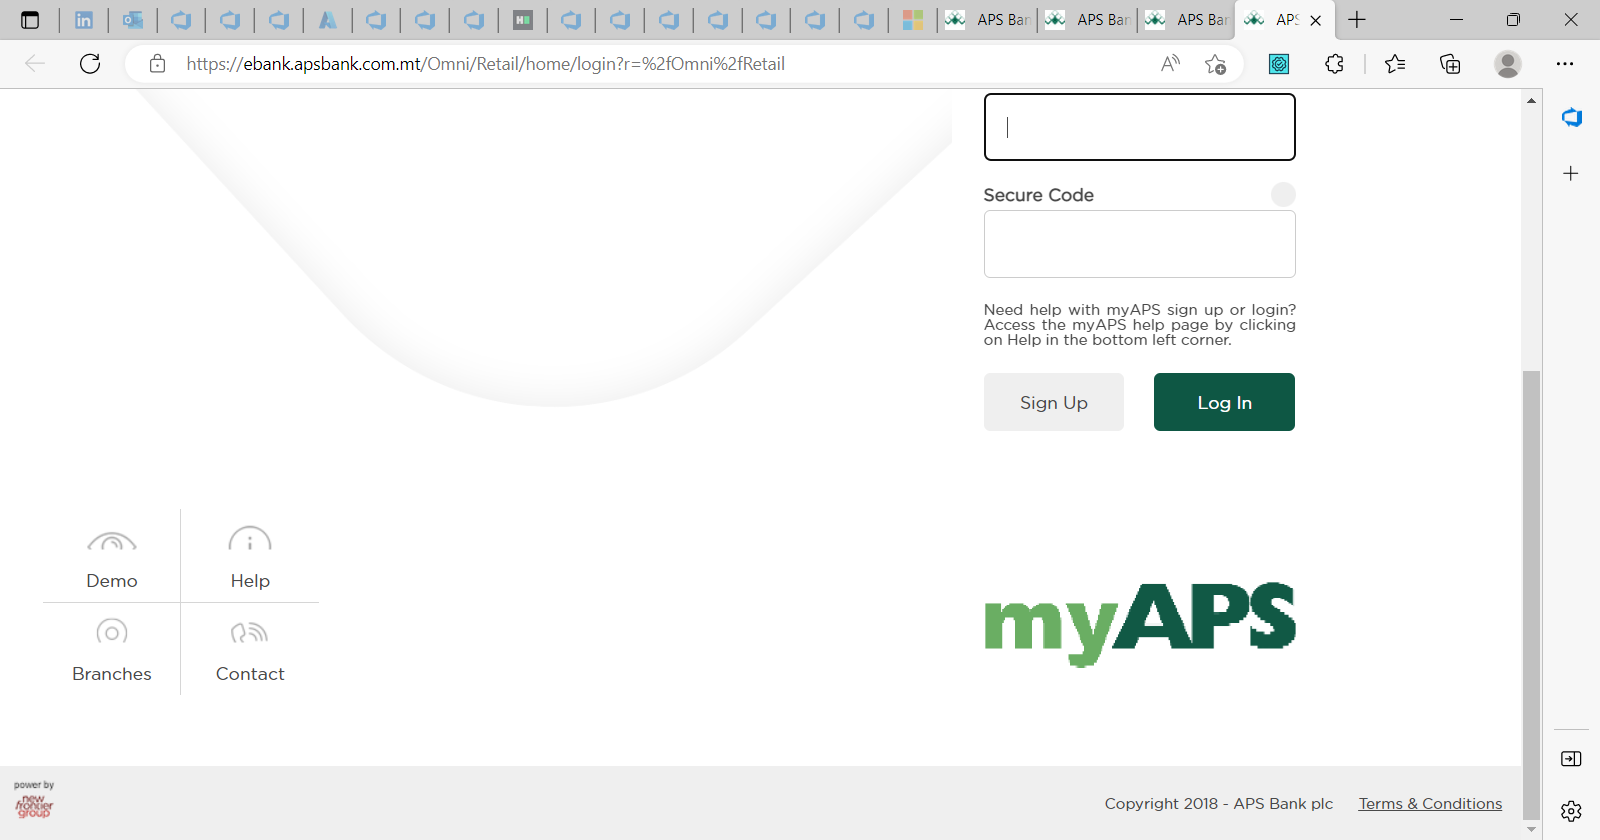 APS Ban
APS Ban
APS Ba
APS
https://ebank.apsbank.com.mt/Omni/Retail/home/login?r=%2fOmni%2fRetail
Secure Code
Need help with myAPS sign up or login?
Access the myAPS help page by clicking
on Help in the bottom left corner.
Sign Up
Log In
Demo
Help
Branches
Contact
myAPS
power by
new
frontier
group
Copyright 2018 - APS Bank plc
Terms & Conditions